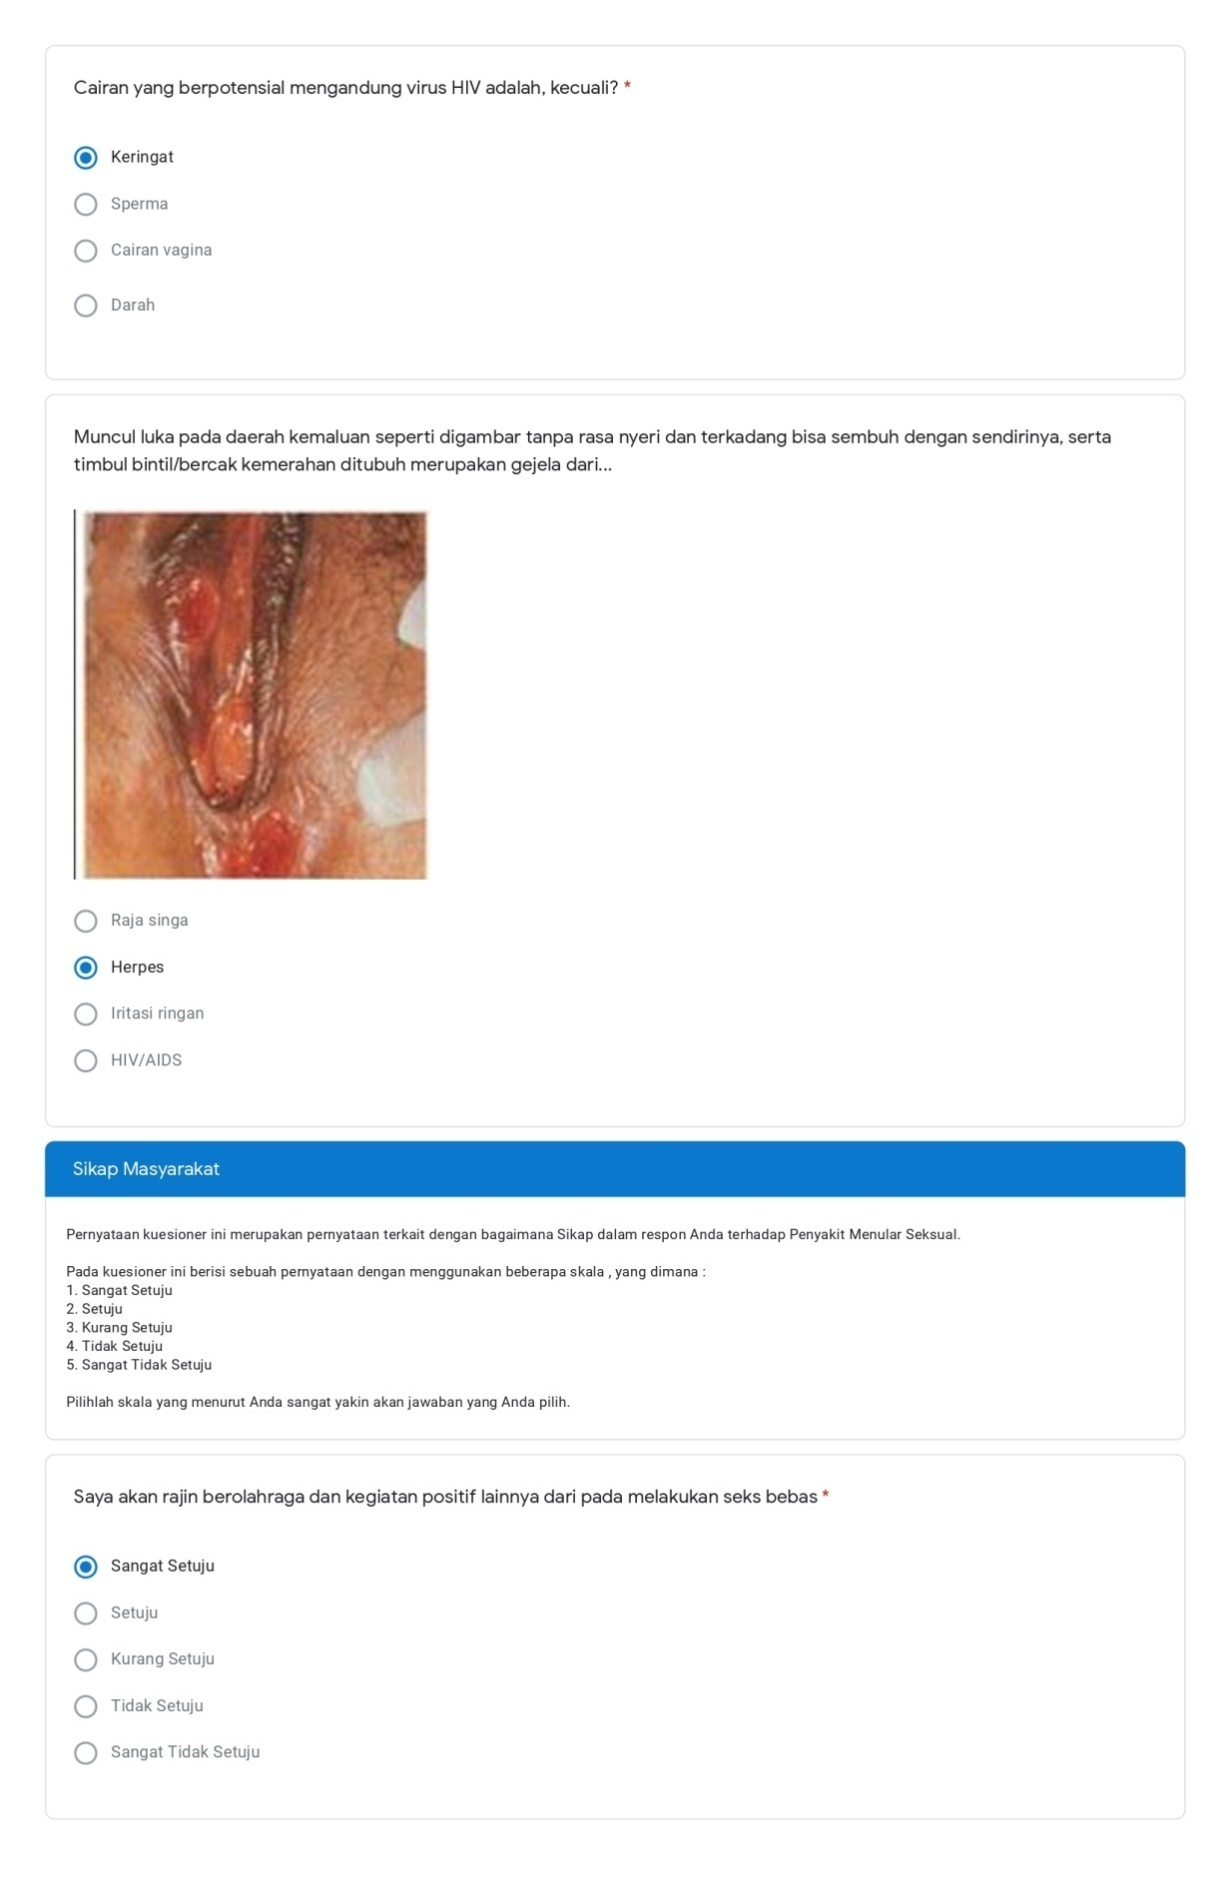 Cairan yang berpotensial mengandung virus HIV adalah, kecuali? *
Keringat
Sperma
Cairan vagina
Darah
Muncul luka pada daerah kemaluan seperti digambar tanpa rasa nyeri dan terkadang bisa sembuh dengan sendirinya, serta
timbul bintil/bercak kemerahan ditubuh merupakan gejela dari...
Raja singa
Herpes
Iritasi ringan
HIV/AIDS
Sikap Masyarakat
Pernyataan kuesioner ini merupakan pernyataan terkait dengan bagaimana Sikap dalam respon Anda terhadap Penyakit Menular Seksual.
Pada kuesioner ini berisi sebuah pernyataan dengan menggunakan beberapa skala , yang dimana :
1. Sangat Setuju
2. Setuju
3. Kurang Setuju
4. Tidak Setuju
5. Sangat Tidak Setuju
Pilihlah skala yang menurut Anda sangat yakin akan jawaban yang Anda pilih.
Saya akan rajin berolahraga dan kegiatan positif lainnya dari pada melakukan seks bebas *
Sangat Setuju
Setuju
Kurang Setuju
Tidak Setuju
Sangat Tidak Setuju